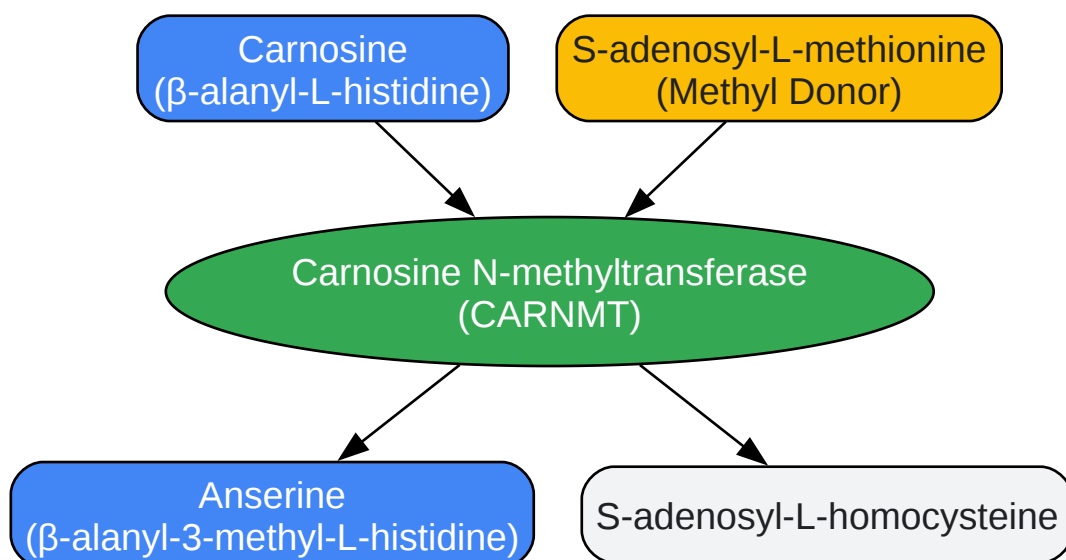 Carnosine
(β-alanyl-L-histidine)
S-adenosyl-L-methionine
(Methyl Donor)
Carnosine N-methyltransferase
(CARNMT)
Anserine
(β-alanyl-3-methyl-L-histidine)
S-adenosyl-L-homocysteine